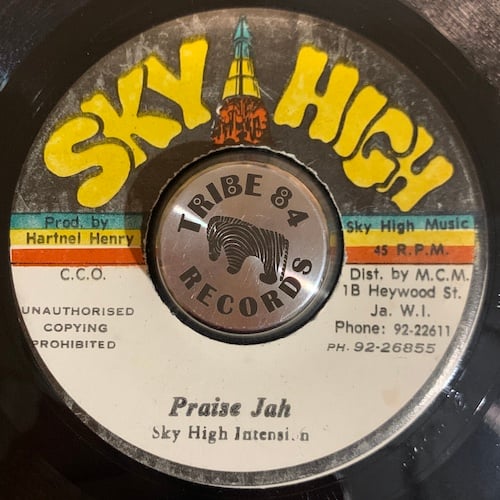 SKY HIGH
TRIBE 84
RECORDS
Prod. by
Hartnel Henry
C.C.O.
UNAUTHORISED
COPYING
PROHIBITED
Sky High Music
45 R.P.M.
Dist. by M.C.M.
1B Heywood St.
Ja. W.I.
Phone: 92-22611
PH. 92-26855
Praise Jah
Sky High